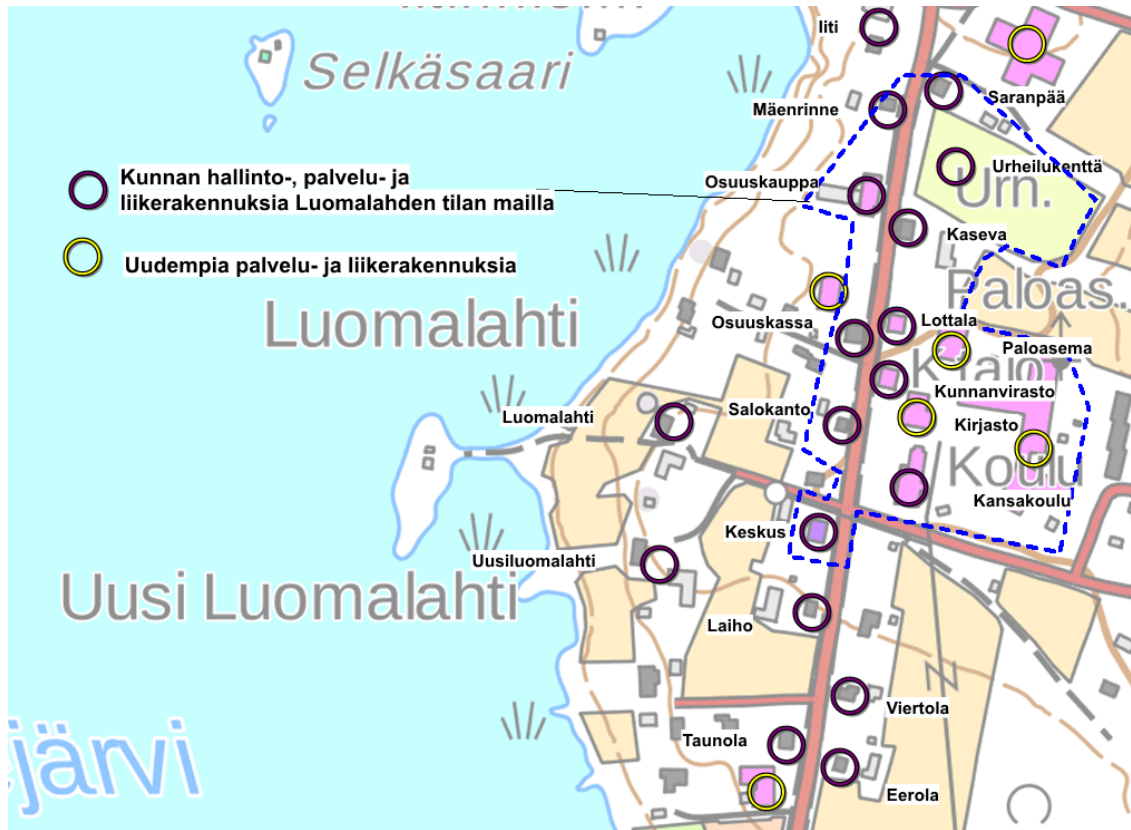 Iiti
Selkäsaari
Saranpää
Mäenrinne
Kunnan hallinto-, palvelu- ja
liikerakennuksia Luomalahden tilan mailla
Urheilukenttä
Osuuskauppa
Urh.
Kaseva
Uudempia palvelu- ja liikerakennuksia
Paloas.
Luomalahti
Osuuskassa
Lottala
Paloasema
Kunnanvirasto
Luomalahti
Salokanto
Kirjasto
Koulu
Kansakoulu
Keskus
Uusiluomalahti
Uusi Luomalahti
Laiho
Viertola
Taunola
järvi
Eerola